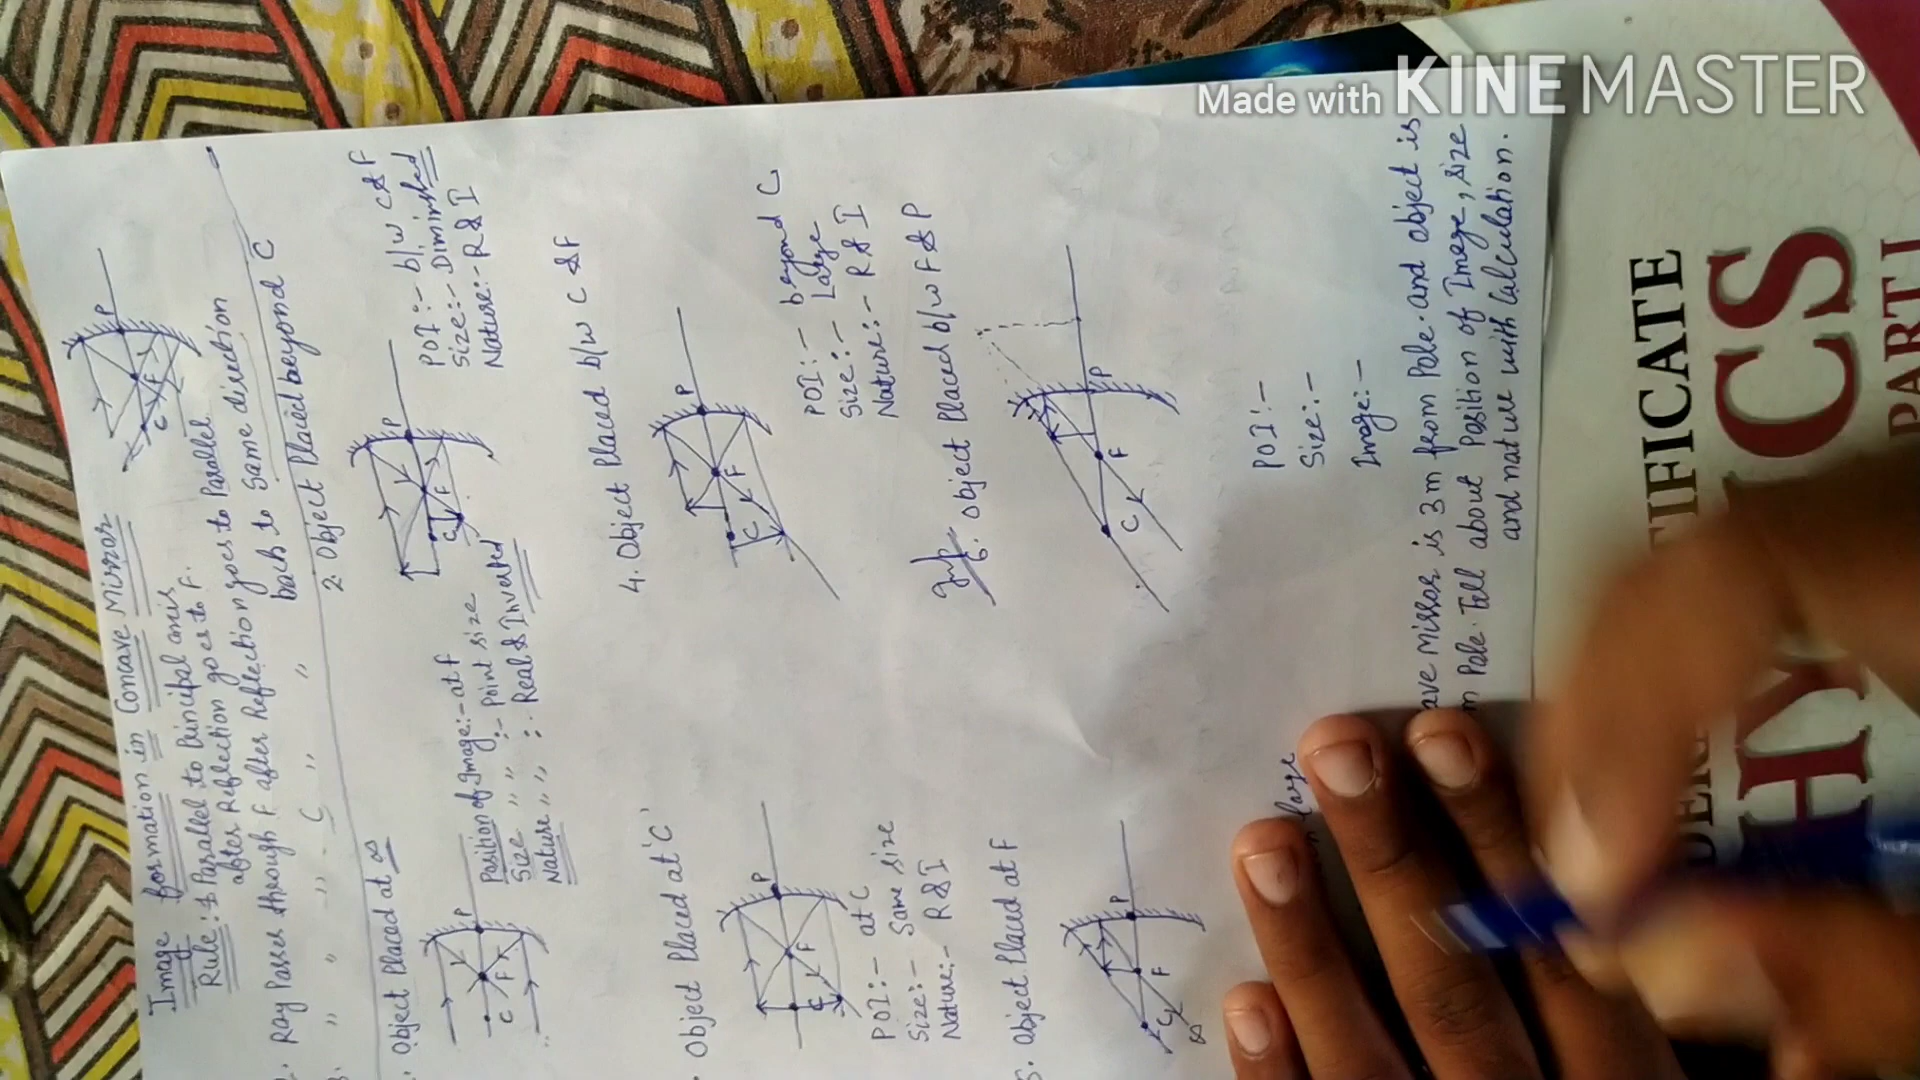 Made with KINEMASTER
Image formation in Concave Mirror
Rule: 1. Parallel to Principal axis
after Reflection goes to F.
Ray Passes through F after Reflection goes to Parallel
" " " C " " back to Same direction
Object Placed at ∞
Position of Image:- at F
Size " " :- Point size
Nature " " : Real & Inverted
2. Object Placed beyond C
POI:- b/w C & F
Size:- Diminished
Nature:- R & I
Object Placed at 'C'
POI:- at C
Size:- Same size
Nature:- R & I
4. Object Placed b/w C & F
POI:- beyond C
Size:- Large
Nature:- R & I
5. Object Placed at F
large
Imp
6. Object Placed b/w F & P
POI:-
Size:-
Image:-
ave Mirror is 3m from Pole. and object is
m Pole. Tell about Position of Image, size
and nature with Calculation.
C F P
C F P
C F P
C F P
C F P
C F P ∞
C F P
TIFICATE
HY CS
PART I